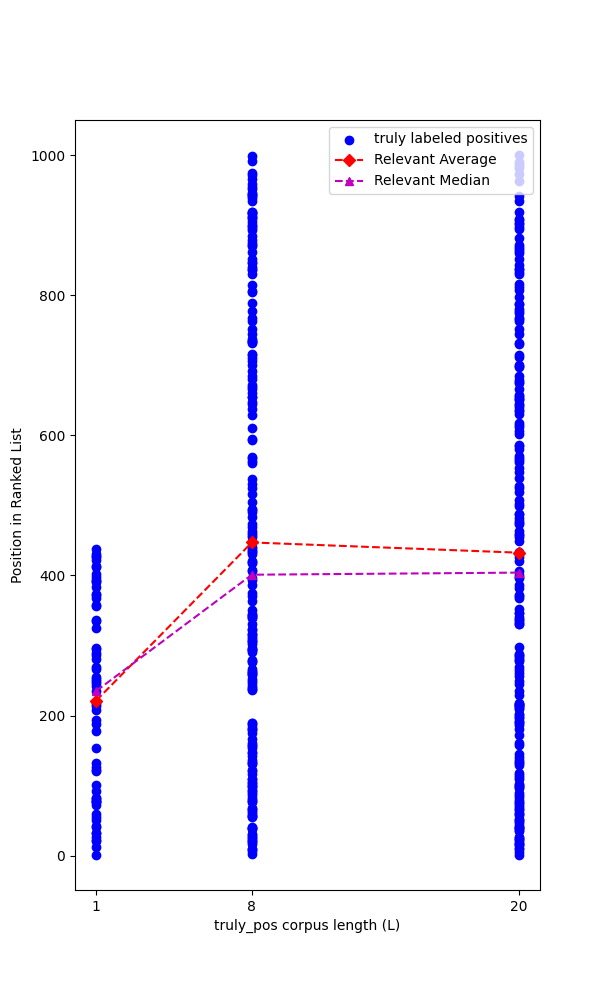 truly labeled positives
Relevant Average
Relevant Median
1000
800
600
400
200
0
Position in Ranked List
1 8 20
truly_pos corpus length (L)